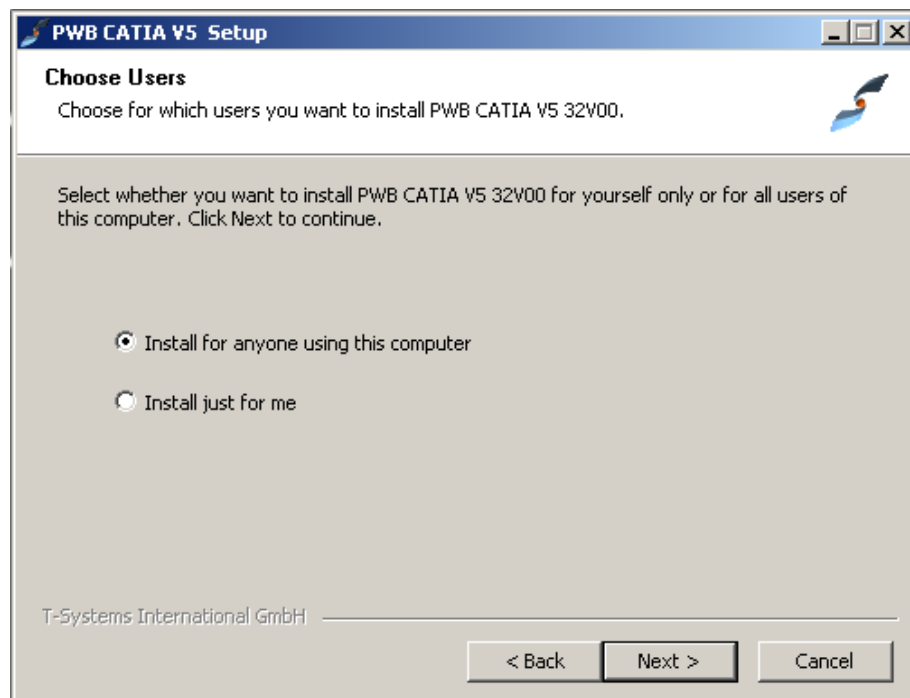 PWB CATIA V5  Setup
Choose Users
Choose for which users you want to install PWB CATIA V5 32V00.
Select whether you want to install PWB CATIA V5 32V00 for yourself only or for all users of
this computer. Click Next to continue.
Install for anyone using this computer
Install just for me
T-Systems International GmbH
< Back Next > Cancel